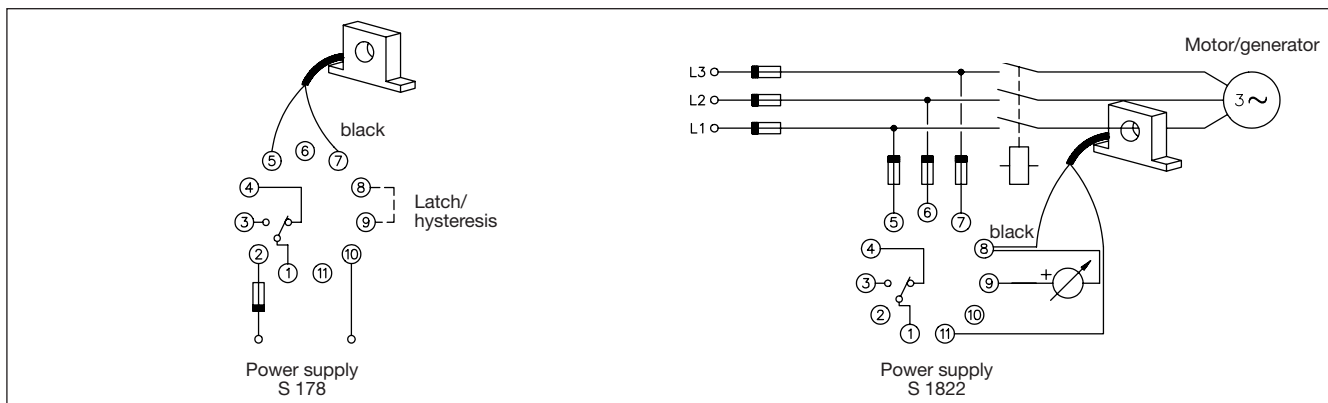 black
5
6
7
4
8
Latch/
hysteresis
3
9
2
10
1
11
Power supply
S 178
Motor/generator
L3
L2
3~
L1
5
6
7
black
4
8
3
9
+
2
10
1
11
Power supply
S 1822